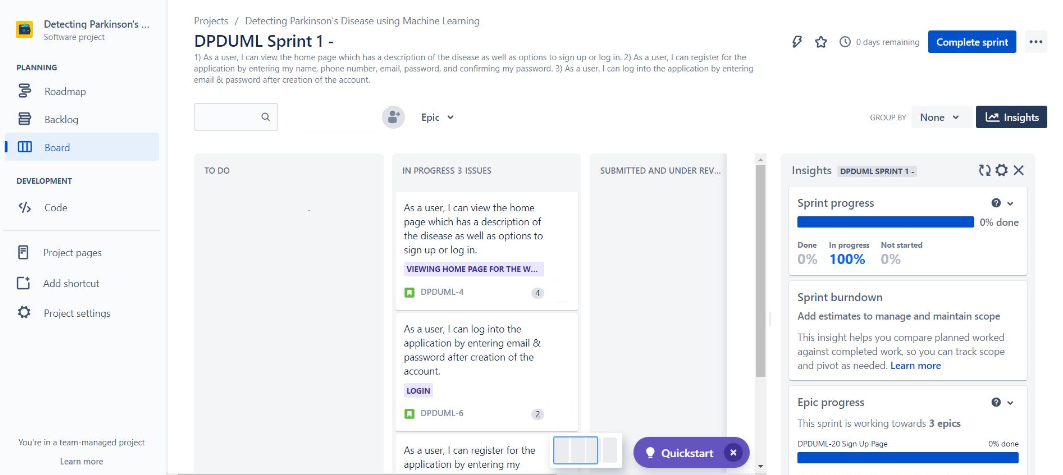 Detecting Parkinson's ...
Software project
PLANNING
Roadmap
Backlog
Board
DEVELOPMENT
Code
Project pages
Add shortcut
Project settings
You're in a team-managed project
Learn more
Projects / Detecting Parkinson's Disease using Machine Learning
DPDUML Sprint 1 -
0 days remaining
Complete sprint
1) As a user, I can view the home page which has a description of the disease as well as options to sign up or log in. 2) As a user, I can register for the
application by entering my name, phone number, email, password, and confirming my password. 3) As a user, I can log into the application by entering
email & password after creation of the account.
Epic
GROUP BY
None
Insights
TO DO
IN PROGRESS 3 ISSUES
As a user, I can view the home
page which has a description of
the disease as well as options to
sign up or log in.
VIEWING HOME PAGE FOR THE W...
DPDUML-4
4
As a user, I can log into the
application by entering email &
password after creation of the
account.
LOGIN
DPDUML-6
2
As a user, I can register for the
application by entering my
SUBMITTED AND UNDER REV...
Quickstart
Insights DPDUML SPRINT 1 -
Sprint progress
0% done
Done In progress Not started
0% 100% 0%
Sprint burndown
Add estimates to manage and maintain scope
This insight helps you compare planned worked
against completed work, so you can track scope
and pivot as needed. Learn more
Epic progress
This sprint is working towards 3 epics
DPDUML-20 Sign Up Page 0% done